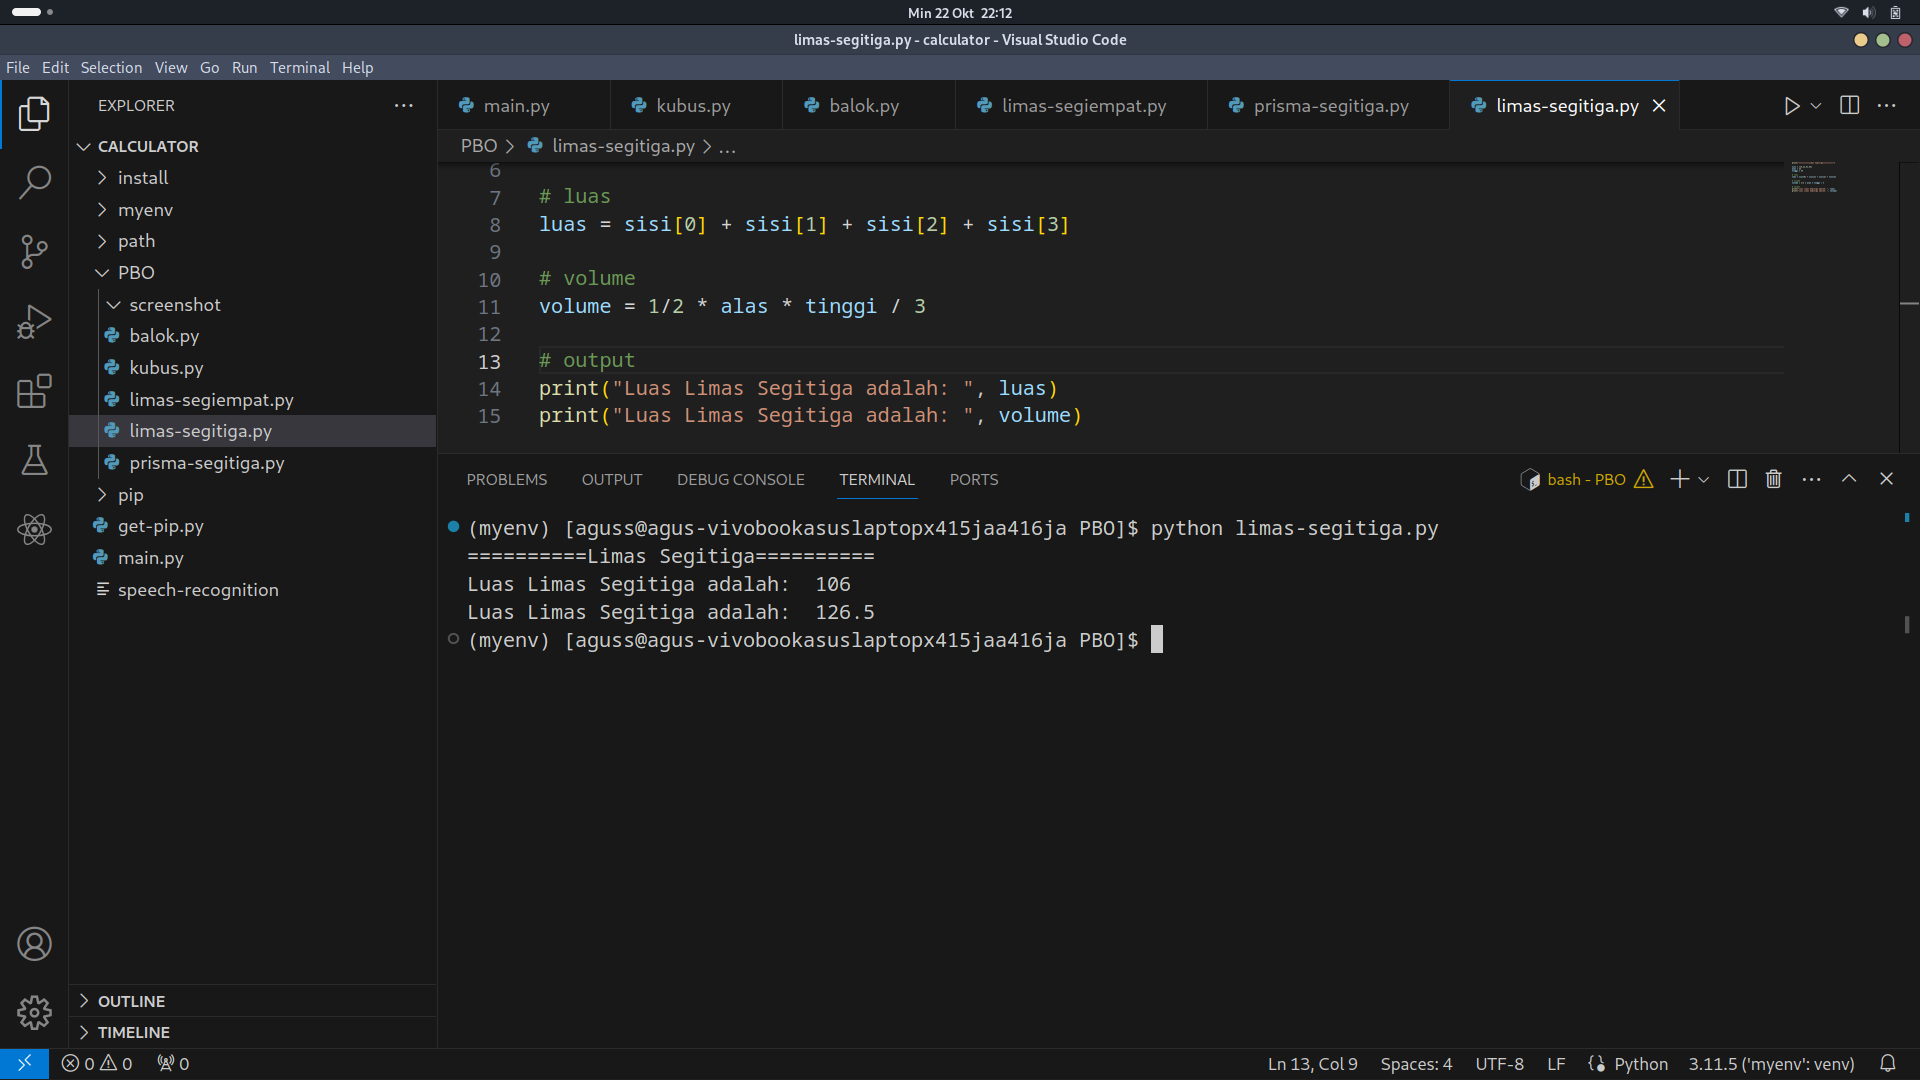 Min 22 Okt 22:12
limas-segitiga.py - calculator - Visual Studio Code
File Edit Selection View Go Run Terminal Help
EXPLORER
CALCULATOR
install
myenv
path
PBO
screenshot
balok.py
kubus.py
limas-segiempat.py
limas-segitiga.py
prisma-segitiga.py
pip
get-pip.py
main.py
speech-recognition
OUTLINE
TIMELINE
main.py kubus.py balok.py limas-segiempat.py prisma-segitiga.py limas-segitiga.py
PBO > limas-segitiga.py > ...
6
7 # luas
8 luas = sisi[0] + sisi[1] + sisi[2] + sisi[3]
9
10 # volume
11 volume = 1/2 * alas * tinggi / 3
12
13 # output
14 print("Luas Limas Segitiga adalah: ", luas)
15 print("Luas Limas Segitiga adalah: ", volume)
PROBLEMS OUTPUT DEBUG CONSOLE TERMINAL PORTS
bash - PBO
(myenv) [aguss@agus-vivobookasuslaptopx415jaa416ja PBO]$ python limas-segitiga.py
==========Limas Segitiga==========
Luas Limas Segitiga adalah:  106
Luas Limas Segitiga adalah:  126.5
(myenv) [aguss@agus-vivobookasuslaptopx415jaa416ja PBO]$
0 0 0
Ln 13, Col 9 Spaces: 4 UTF-8 LF Python 3.11.5 ('myenv': venv)